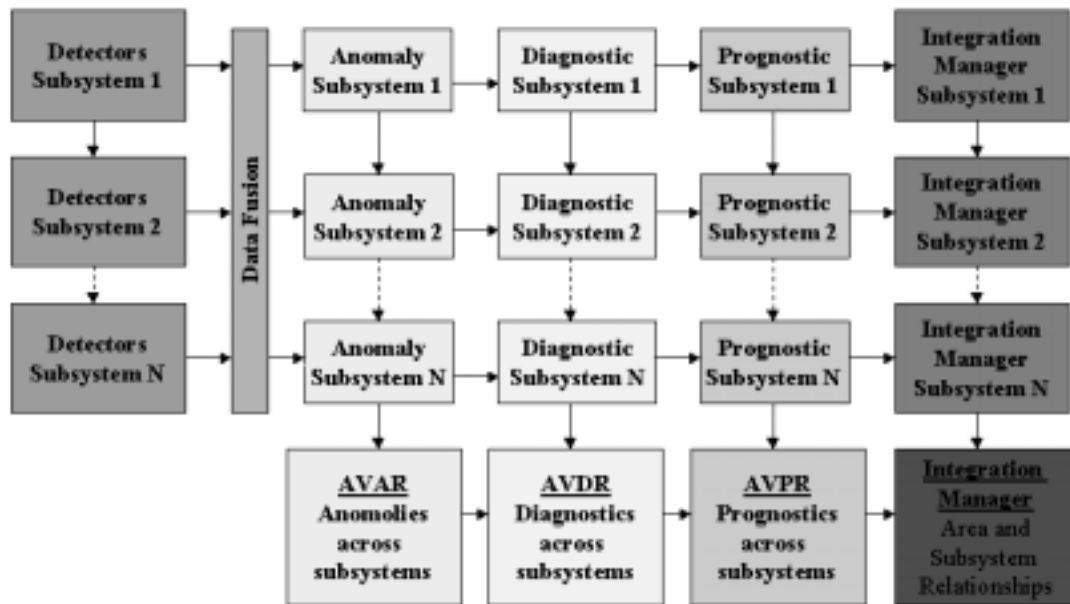 Detectors
Subsystem 1
Data Fusion
Anomaly
Subsystem 1
Diagnostic
Subsystem 1
Prognostic
Subsystem 1
Integration
Manager
Subsystem 1
Detectors
Subsystem 2
Anomaly
Subsystem 2
Diagnostic
Subsystem 2
Prognostic
Subsystem 2
Integration
Manager
Subsystem 2
Detectors
Subsystem N
Anomaly
Subsystem N
Diagnostic
Subsystem N
Prognostic
Subsystem N
Integration
Manager
Subsystem N
AVAR
Anomolies
across
subsystems
AVDR
Diagnostics
across
subsystems
AVPR
Prognostics
across
subsystems
Integration
Manager
Area and
Subsystem
Relationships